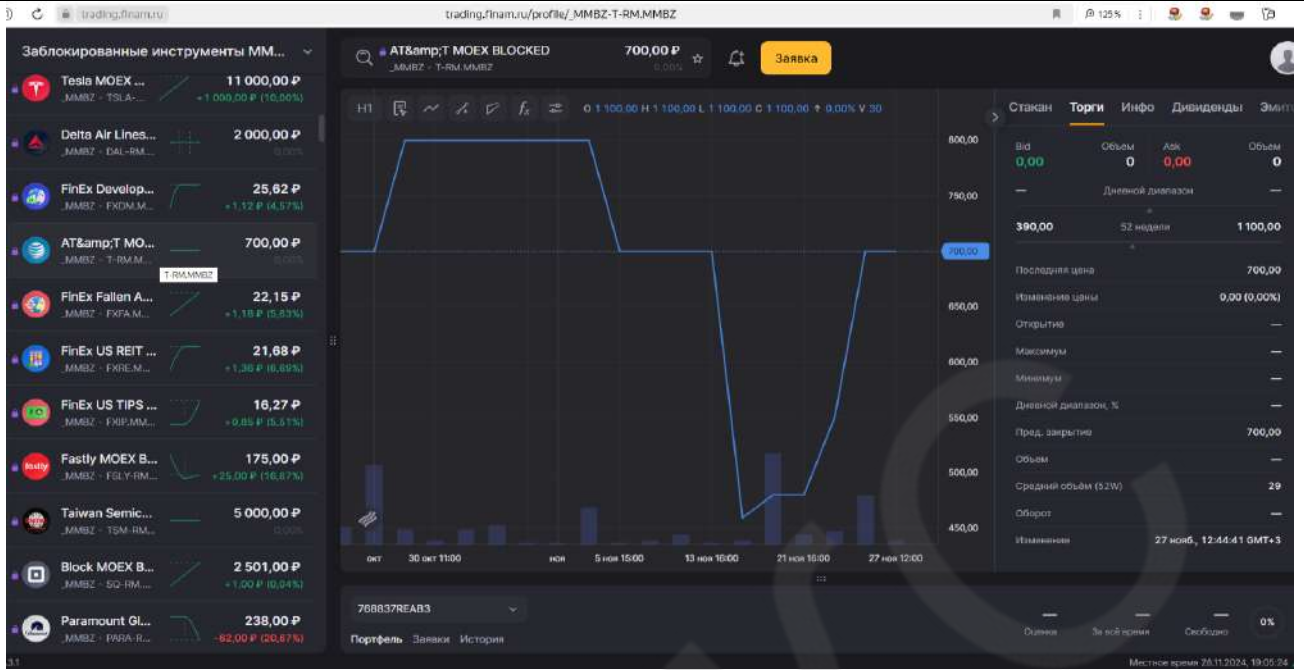 trading.finam.ru
trading.finam.ru/profile/_MMBZ-T-RM.MMBZ
125%
Заблокированные инструменты ММ...
Tesla MOEX ...
11 000,00 ₽
_MMBZ - TSLA-...
+1 000,00 ₽ (10,00%)
Delta Air Lines...
2 000,00 ₽
_MMBZ - DAL-RM....
0,00%
FinEx Develop...
25,62 ₽
_MMBZ - FXDM.M...
+1,12 ₽ (4,57%)
AT&amp;T MO...
700,00 ₽
_MMBZ - T-RM.M...
0,00%
T-RM.MMBZ
FinEx Fallen A...
22,15 ₽
_MMBZ - FXFA.M...
+1,18 ₽ (5,63%)
FinEx US REIT ...
21,68 ₽
_MMBZ - FXRE.M...
+1,36 ₽ (6,69%)
FinEx US TIPS ...
16,27 ₽
_MMBZ - FXIP.MM...
+0,85 ₽ (5,51%)
fastly
Fastly MOEX B...
175,00 ₽
_MMBZ - FSLY-RM...
+25,00 ₽ (16,67%)
Taiwan Semic...
5 000,00 ₽
_MMBZ - TSM-RM...
0,00%
Block MOEX B...
2 501,00 ₽
_MMBZ - SQ-RM....
+1,00 ₽ (0,04%)
Paramount Gl...
238,00 ₽
_MMBZ - PARA-R...
-62,00 ₽ (20,67%)
AT&amp;T MOEX BLOCKED
700,00 ₽
_MMBZ - T-RM.MMBZ
0,00%
Заявка
H1
O 1 100,00 H 1 100,00 L 1 100,00 C 1 100,00 ↑ 0,00% V 30
800,00
750,00
700,00
650,00
600,00
550,00
500,00
450,00
окт
30 окт 11:00
ноя
5 ноя 15:00
13 ноя 16:00
21 ноя 16:00
27 ноя 12:00
Стакан Торги Инфо Дивиденды Эмит
Bid Объем Ask Объем
0,00 0 0,00 0
— Дневной диапазон —
390,00 52 недели 1 100,00
Последняя цена 700,00
Изменение цены 0,00 (0,00%)
Открытие —
Максимум —
Минимум —
Дневной диапазон, % —
Пред. закрытие 700,00
Объем —
Средний объём (52W) 29
Оборот —
Изменение 27 нояб., 12:44:41 GMT+3
768837REAB3
Портфель Заявки История
— — — 0%
Оценка За всё время Свободно
3.1
Местное время 28.11.2024, 19:05:24